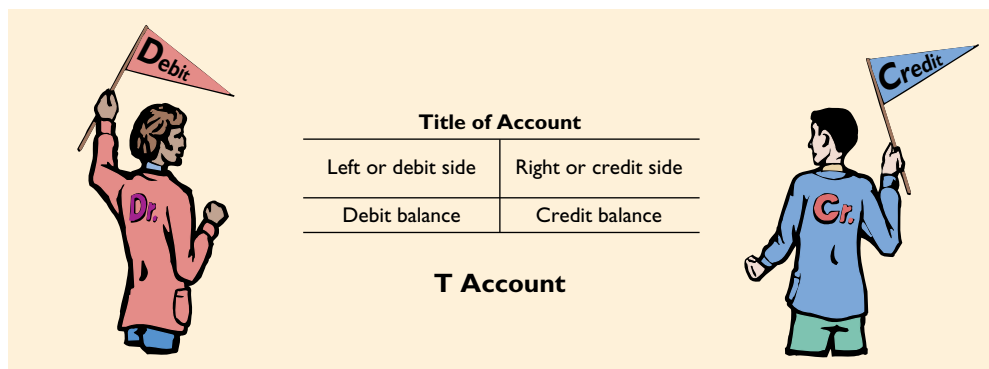 Debit
Credit
Title of Account
Left or debit side
Right or credit side
Dr.
Cr.
Debit balance
Credit balance
T Account